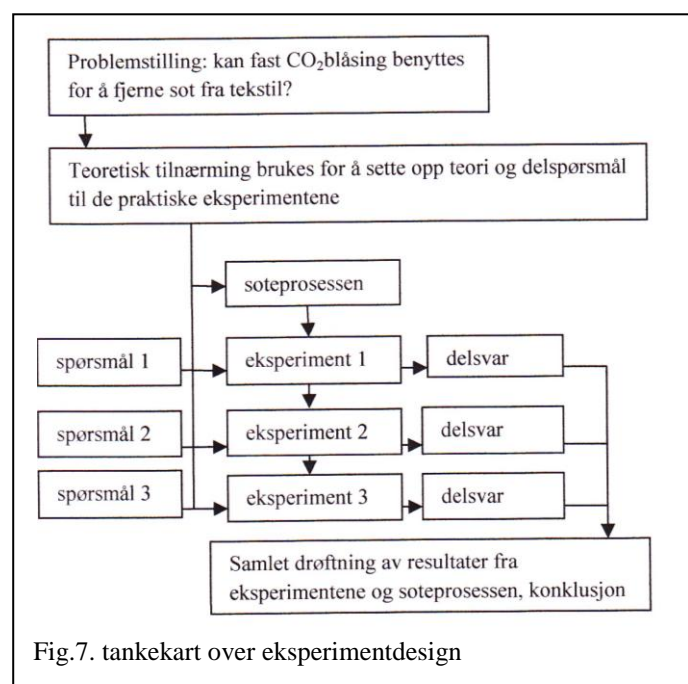 Problemstilling: kan fast CO₂blåsing benyttes
for å fjerne sot fra tekstil?
Teoretisk tilnærming brukes for å sette opp teori og delspørsmål
til de praktiske eksperimentene
soteprosessen
spørsmål 1
eksperiment 1
delsvar
spørsmål 2
eksperiment 2
delsvar
spørsmål 3
eksperiment 3
delsvar
Samlet drøftning av resultater fra
eksperimentene og soteprosessen, konklusjon
Fig.7. tankekart over eksperimentdesign